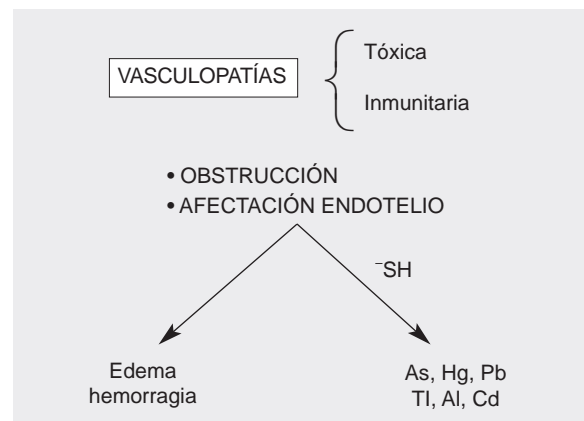 VASCULOPATÍAS
Tóxica
Inmunitaria
• OBSTRUCCIÓN
• AFECTACIÓN ENDOTELIO
⁻SH
Edema
hemorragia
As, Hg, Pb
Tl, Al, Cd